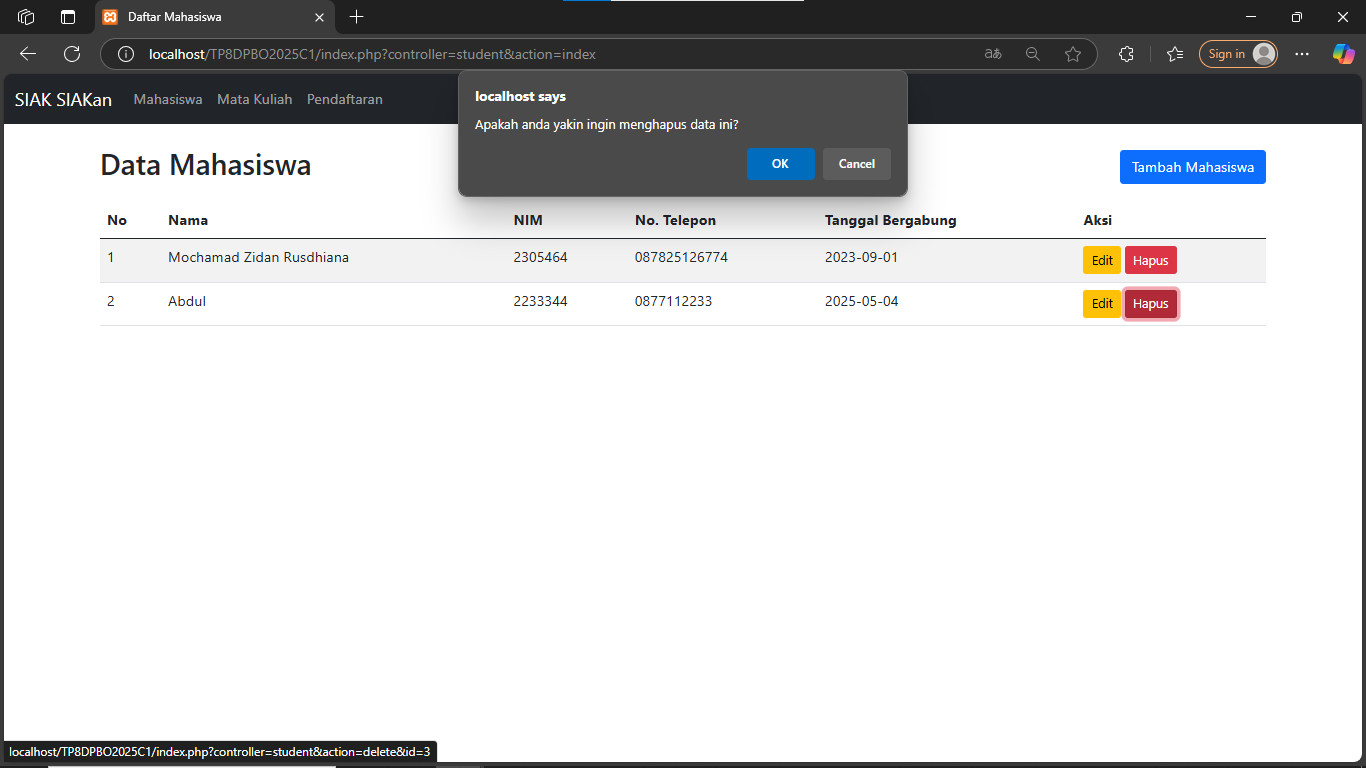 Daftar Mahasiswa
localhost/TP8DPBO2025C1/index.php?controller=student&action=index
aあ
Sign in
SIAK SIAKan Mahasiswa Mata Kuliah Pendaftaran
localhost says
Apakah anda yakin ingin menghapus data ini?
OK Cancel
Data Mahasiswa
Tambah Mahasiswa
No Nama NIM No. Telepon Tanggal Bergabung Aksi
1 Mochamad Zidan Rusdhiana 2305464 087825126774 2023-09-01 Edit Hapus
2 Abdul 2233344 0877112233 2025-05-04 Edit Hapus
localhost/TP8DPBO2025C1/index.php?controller=student&action=delete&id=3